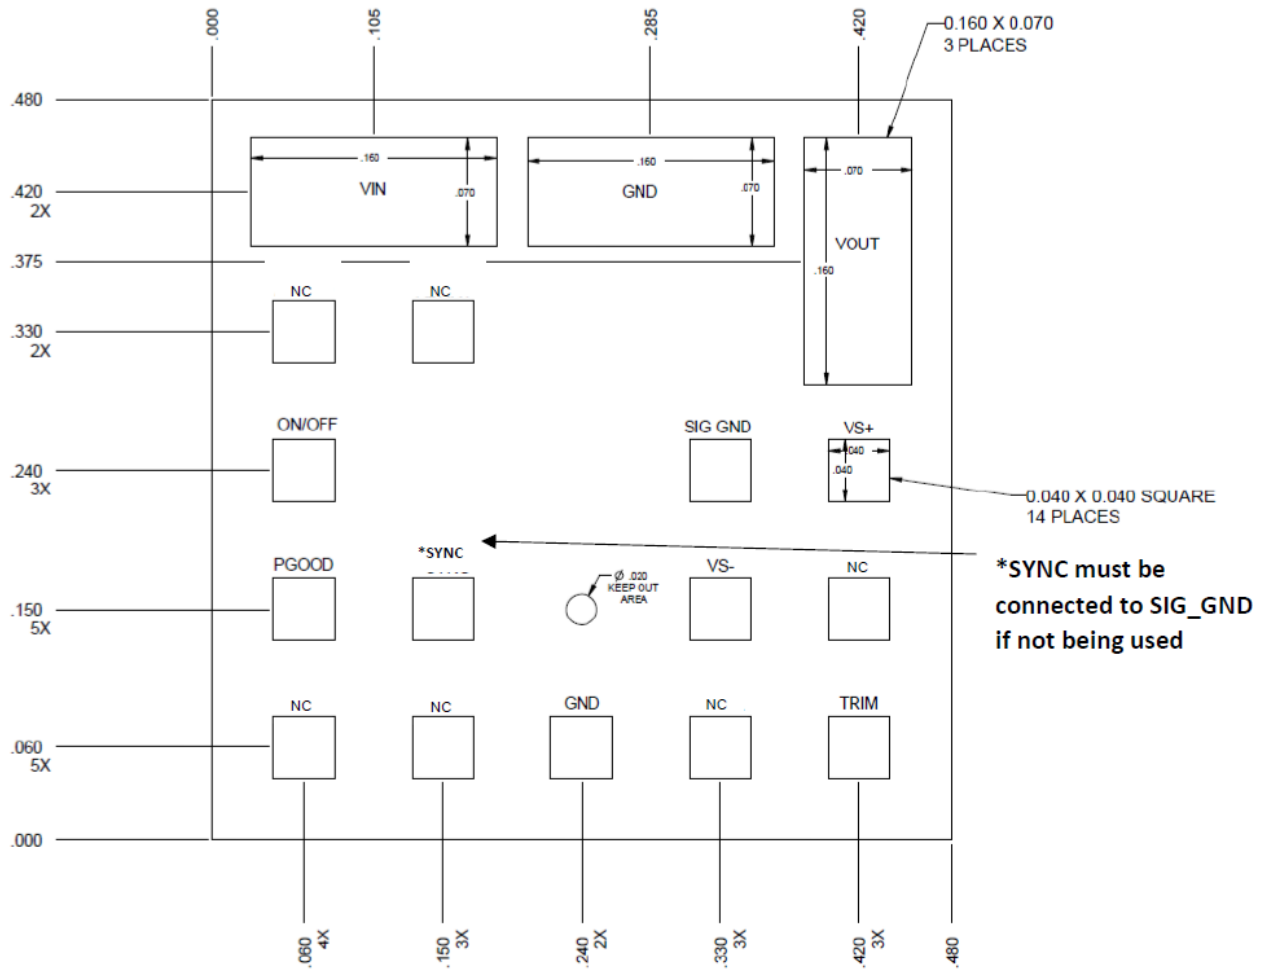 .000
.105
.285
.420
0.160 X 0.070
3 PLACES
.480
.160
.070
VIN
.160
.070
GND
.070
.160
VOUT
.420
2X
.375
NC
NC
.330
2X
ON/OFF
SIG GND
VS+
.040
.040
.240
3X
0.040 X 0.040 SQUARE
14 PLACES
PGOOD
*SYNC
Ø .020
KEEP OUT
AREA
VS-
NC
*SYNC must be
connected to SIG_GND
if not being used
.150
5X
NC
NC
GND
NC
TRIM
.060
5X
.000
.060 4X
.150 3X
.240 2X
.330 3X
.420 3X
.480